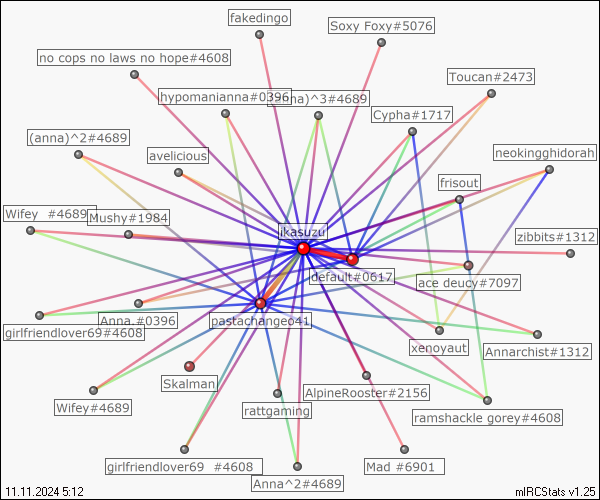 fakedingo
Soxy Foxy#5076
no cops no laws no hope#4608
Toucan#2473
hypomanianna#0396
na)^3#4689
Cypha#1717
(anna)^2#4689
avelicious
neokingghidorah
frisout
Wifey  #4689
Mushy#1984
ikasuzu
zibbits#1312
default#0617
ace deucy#7097
Anna #0396
pastachangeo41
girlfriendlover69#4608
xenoyaut
Annarchist#1312
Skalman
AlpineRooster#2156
Wifey#4689
rattgaming
ramshackle gorey#4608
girlfriendlover69  #4608
Mad #6901
Anna^2#4689
11.11.2024 5:12
mIRCStats v1.25